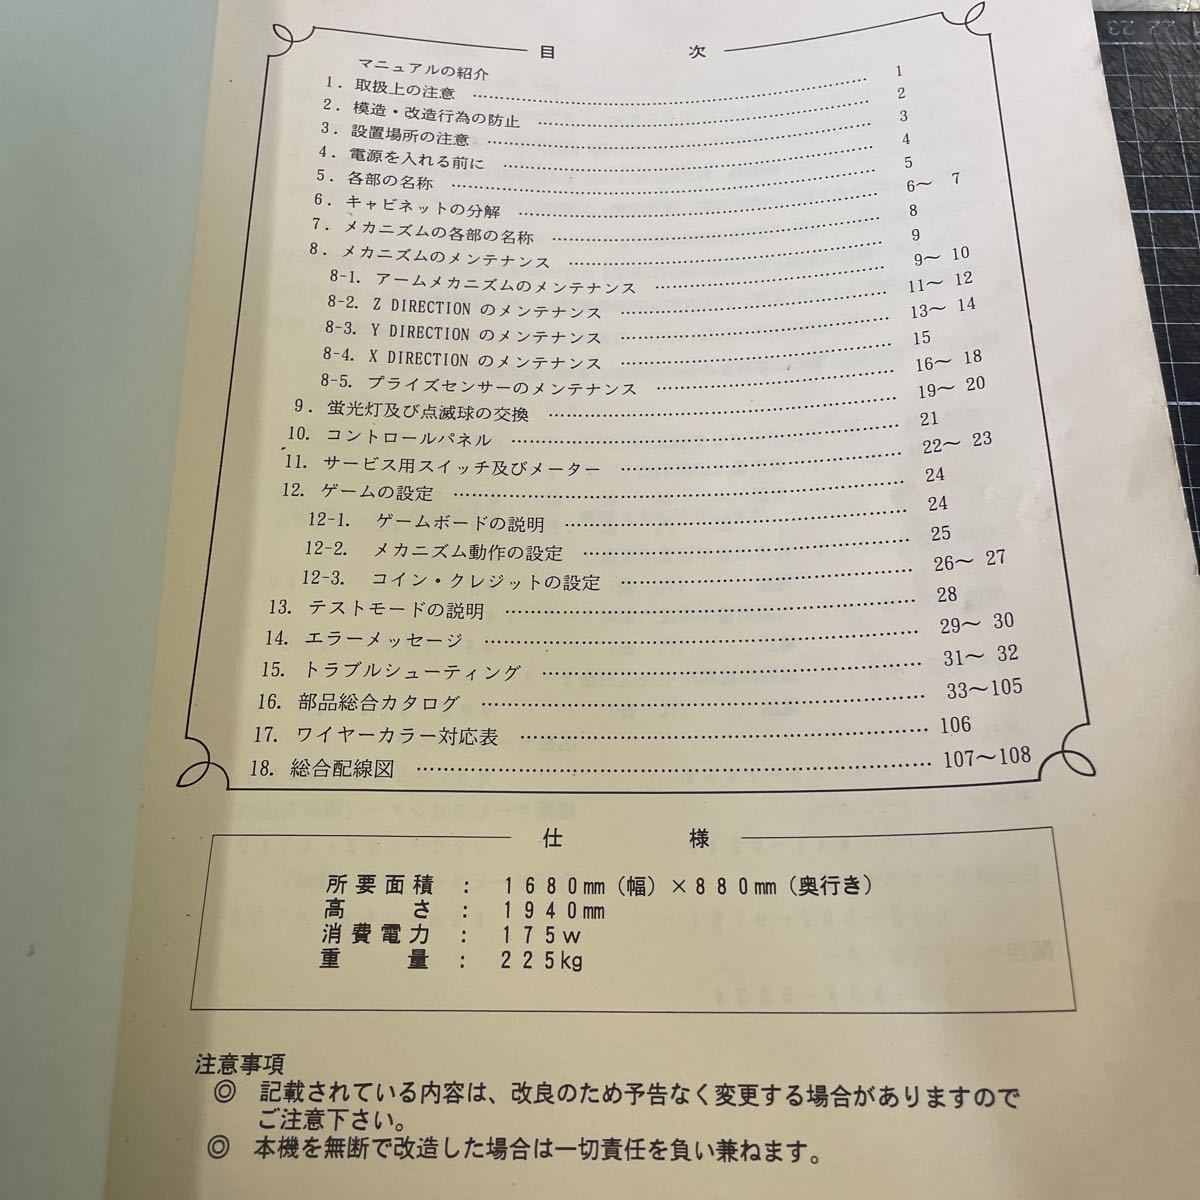 目 次
マニュアルの紹介
1. 取扱上の注意 …………………… 1
2. 模造・改造行為の防止 …………………… 2
3. 設置場所の注意 …………………… 3
4. 電源を入れる前に …………………… 4
5. 各部の名称 …………………… 5
6. キャビネットの分解 …………………… 6～ 7
7. メカニズムの各部の名称 …………………… 8
8. メカニズムのメンテナンス …………………… 9
8-1. アームメカニズムのメンテナンス …………………… 9～ 10
8-2. Z DIRECTION のメンテナンス …………………… 11～ 12
8-3. Y DIRECTION のメンテナンス …………………… 13～ 14
8-4. X DIRECTION のメンテナンス …………………… 15
8-5. プライズセンサーのメンテナンス …………………… 16～ 18
9. 蛍光灯及び点滅球の交換 …………………… 19～ 20
10. コントロールパネル …………………… 21
11. サービス用スイッチ及びメーター …………………… 22～ 23
12. ゲームの設定 …………………… 24
12-1. ゲームボードの説明 …………………… 24
12-2. メカニズム動作の設定 …………………… 25
12-3. コイン・クレジットの設定 …………………… 26～ 27
13. テストモードの説明 …………………… 28
14. エラーメッセージ …………………… 29～ 30
15. トラブルシューティング …………………… 31～ 32
16. 部品総合カタログ …………………… 33～105
17. ワイヤーカラー対応表 …………………… 106
18. 総合配線図 …………………… 107～108
仕 様
所要面積 : 1680mm(幅)×880mm(奥行き)
高 さ : 1940mm
消費電力 : 175w
重 量 : 225kg
注意事項
◎ 記載されている内容は、改良のため予告なく変更する場合がありますので
ご注意下さい。
◎ 本機を無断で改造した場合は一切責任を負い兼ねます。